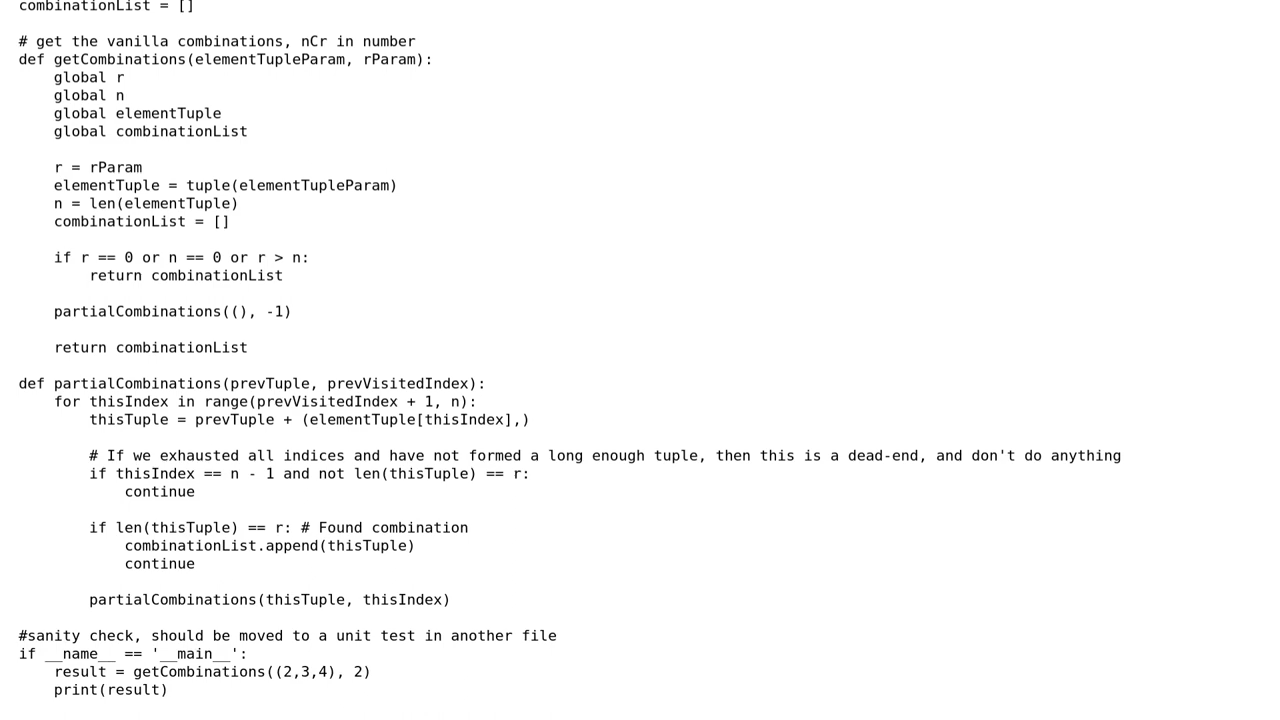 combinationList = []

# get the vanilla combinations, nCr in number
def getCombinations(elementTupleParam, rParam):
    global r
    global n
    global elementTuple
    global combinationList

    r = rParam
    elementTuple = tuple(elementTupleParam)
    n = len(elementTuple)
    combinationList = []

    if r == 0 or n == 0 or r > n:
        return combinationList

    partialCombinations((), -1)

    return combinationList

def partialCombinations(prevTuple, prevVisitedIndex):
    for thisIndex in range(prevVisitedIndex + 1, n):
        thisTuple = prevTuple + (elementTuple[thisIndex],)

        # If we exhausted all indices and have not formed a long enough tuple, then this is a dead-end, and don't do anything
        if thisIndex == n - 1 and not len(thisTuple) == r:
            continue

        if len(thisTuple) == r: # Found combination
            combinationList.append(thisTuple)
            continue

        partialCombinations(thisTuple, thisIndex)

#sanity check, should be moved to a unit test in another file
if __name__ == '__main__':
    result = getCombinations((2,3,4), 2)
    print(result)